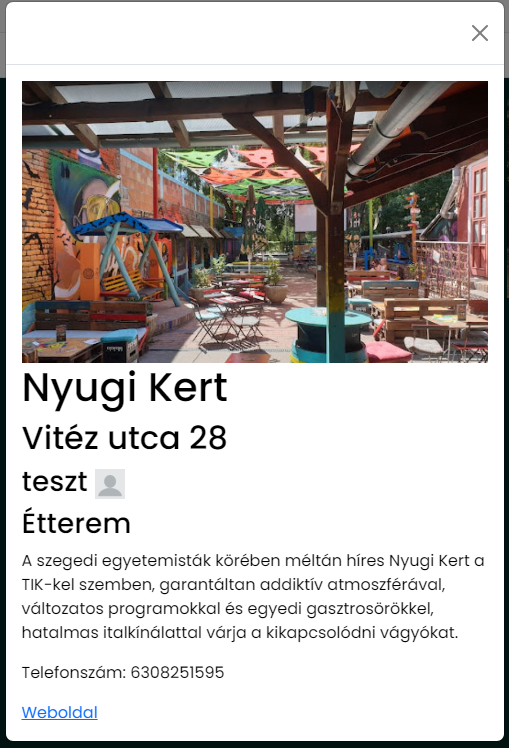 Nyugi Kert
Vitéz utca 28
teszt
Étterem
A szegedi egyetemisták körében méltán híres Nyugi Kert a
TIK-kel szemben, garantáltan addiktív atmoszférával,
változatos programokkal és egyedi gasztrosörökkel,
hatalmas italkínálattal várja a kikapcsolódni vágyókat.
Telefonszám: 6308251595
Weboldal